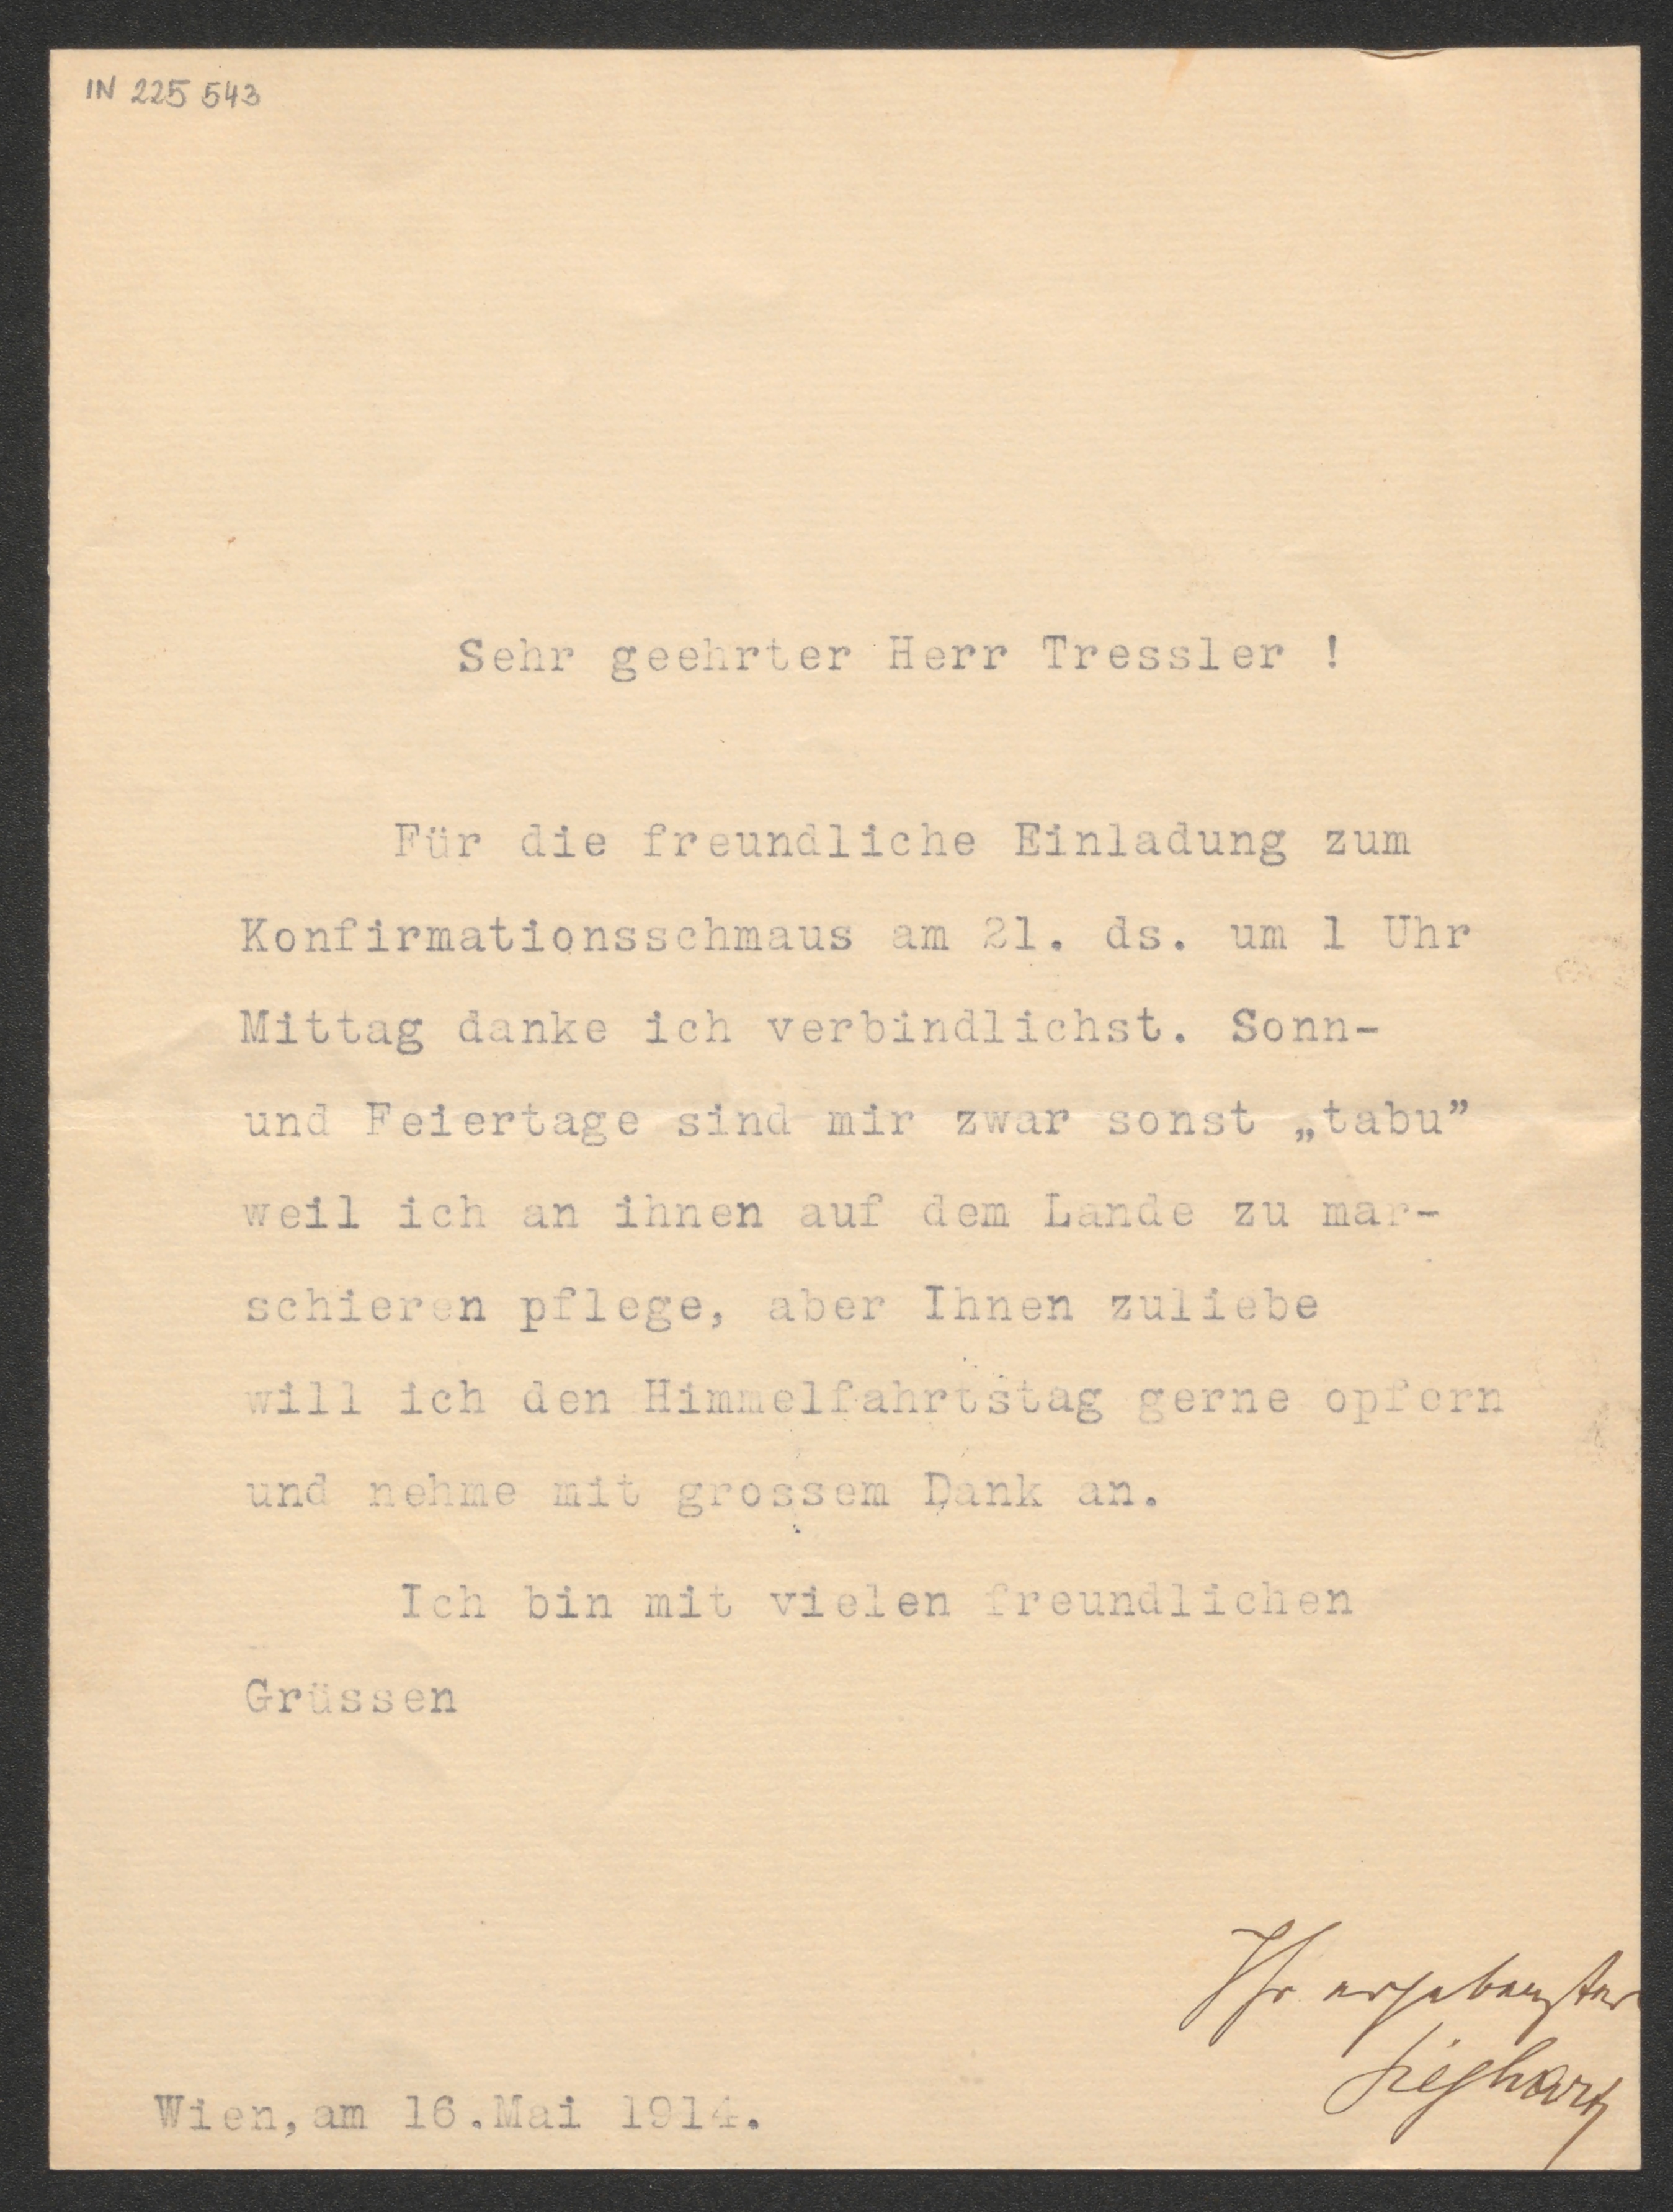 IN 225 543
Sehr geehrter Herr Tressler !
Für die freundliche Einladung zum
Konfirmationsschmaus am 21. ds. um 1 Uhr
Mittag danke ich verbindlichst. Sonn-
und Feiertage sind mir zwar sonst „tabu”
weil ich an ihnen auf dem Lande zu mar-
schieren pflege, aber Ihnen zuliebe
will ich den Himmelfahrtstag gerne opfern
und nehme mit grossem Dank an.
Ich bin mit vielen freundlichen
Grüssen
Ihr ergebenster
Sieghart
Wien, am 16.Mai 1914.